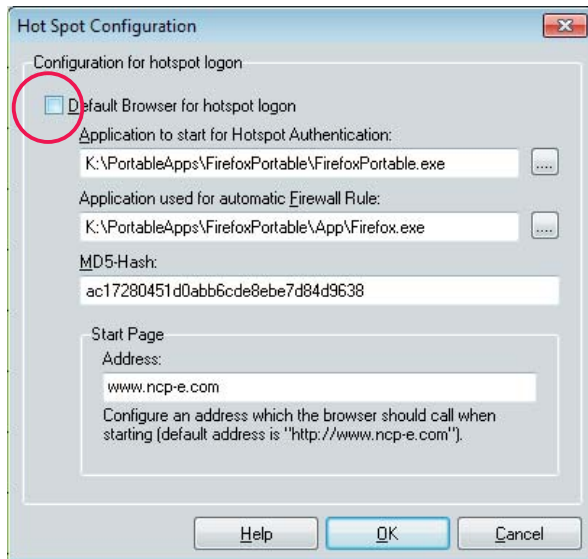 Hot Spot Configuration
Configuration for hotspot logon
Default Browser for hotspot logon
Application to start for Hotspot Authentication:
K:\PortableApps\FirefoxPortable\FirefoxPortable.exe
....
Application used for automatic Firewall Rule:
K:\PortableApps\FirefoxPortable\App\Firefox.exe
....
MD5-Hash:
ac17280451d0abb6cde8ebe7d84d9638
Start Page
Address:
www.ncp-e.com
Configure an address which the browser should call when
starting (default address is "http://www.ncp-e.com").
Help OK Cancel